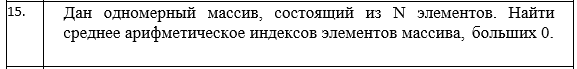 15. Дан одномерный массив, состоящий из N элементов. Найти
среднее арифметическое индексов элементов массива, больших 0.